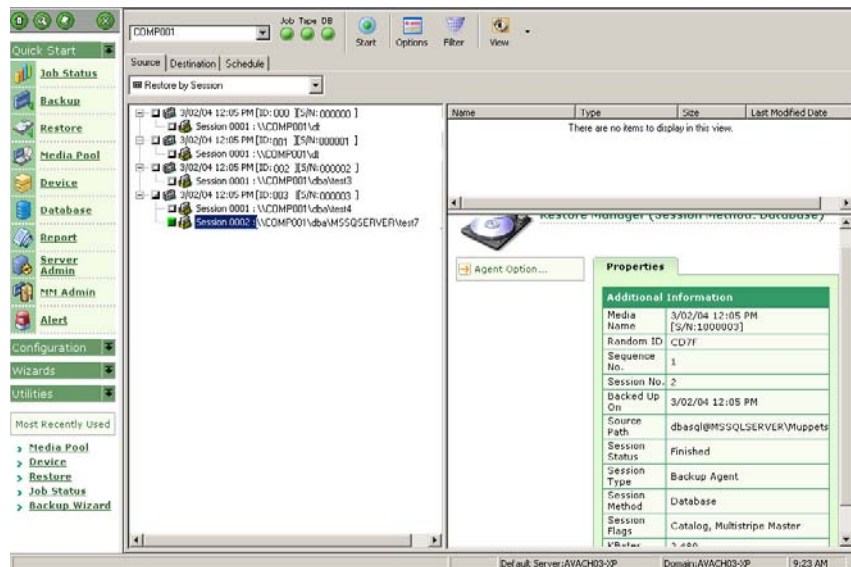 COMP001
Job Tape DB
Start
Options
Filter
View
Quick Start
Job Status
Backup
Restore
Media Pool
Device
Database
Report
Server Admin
MM Admin
Alert
Configuration
Wizards
Utilities
Most Recently Used
Media Pool
Device
Restore
Job Status
Backup Wizard
Source
Destination
Schedule
Restore by Session
3/02/04 12:05 PM [ID:000 ][S/N:000000 ]
Session 0001 : \\COMP001\dt
3/02/04 12:05 PM [ID:001 ][S/N:000001 ]
Session 0001 : \\COMP001\dt
3/02/04 12:05 PM [ID:002 ][S/N:000002 ]
Session 0001 : \\COMP001\dba\test3
3/02/04 12:05 PM [ID:003 ][S/N:000003 ]
Session 0001 : \\COMP001\dba\test4
Session 0002 : \\COMP001\dba\MSSQSERVER\test7
Name Type Size Last Modified Date
There are no items to display in this view.
Restore Manager (Session Method: Database)
Agent Option...
Properties
Additional Information
Media Name 3/02/04 12:05 PM [S/N:1000003]
Random ID CD7F
Sequence No. 1
Session No. 2
Backed Up On 3/02/04 12:05 PM
Source Path dbasql@MSSQLSERVER\Muppets
Session Status Finished
Session Type Backup Agent
Session Method Database
Session Flags Catalog, Multistripe Master
KBytes 2,480
Default Server:AVACH03-XP
Domain:AVACH03-XP
9:23 AM